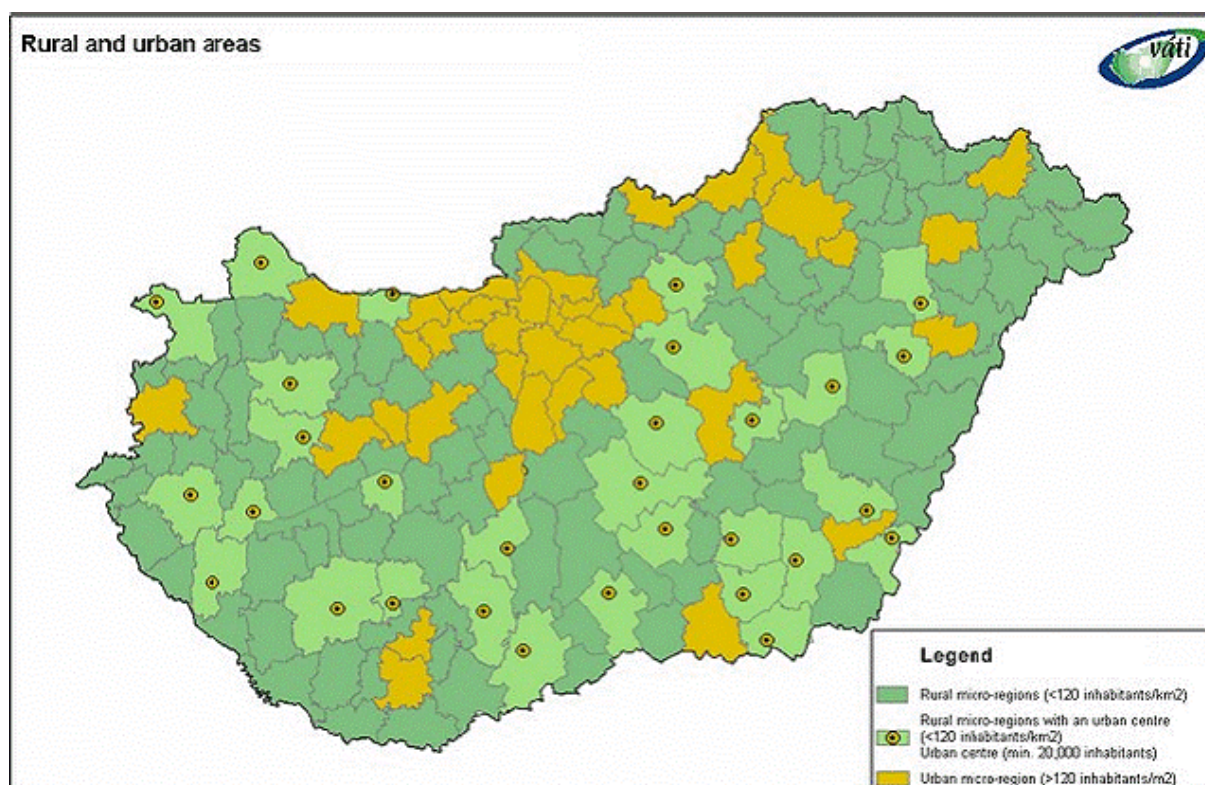 Rural and urban areas
váti
Legend
Rural micro-regions (<120 inhabitants/km2)
Rural micro-regions with an urban centre
(<120 inhabitants/km2)
Urban centre (min. 20,000 inhabitants)
Urban micro-region (>120 inhabitants/m2)